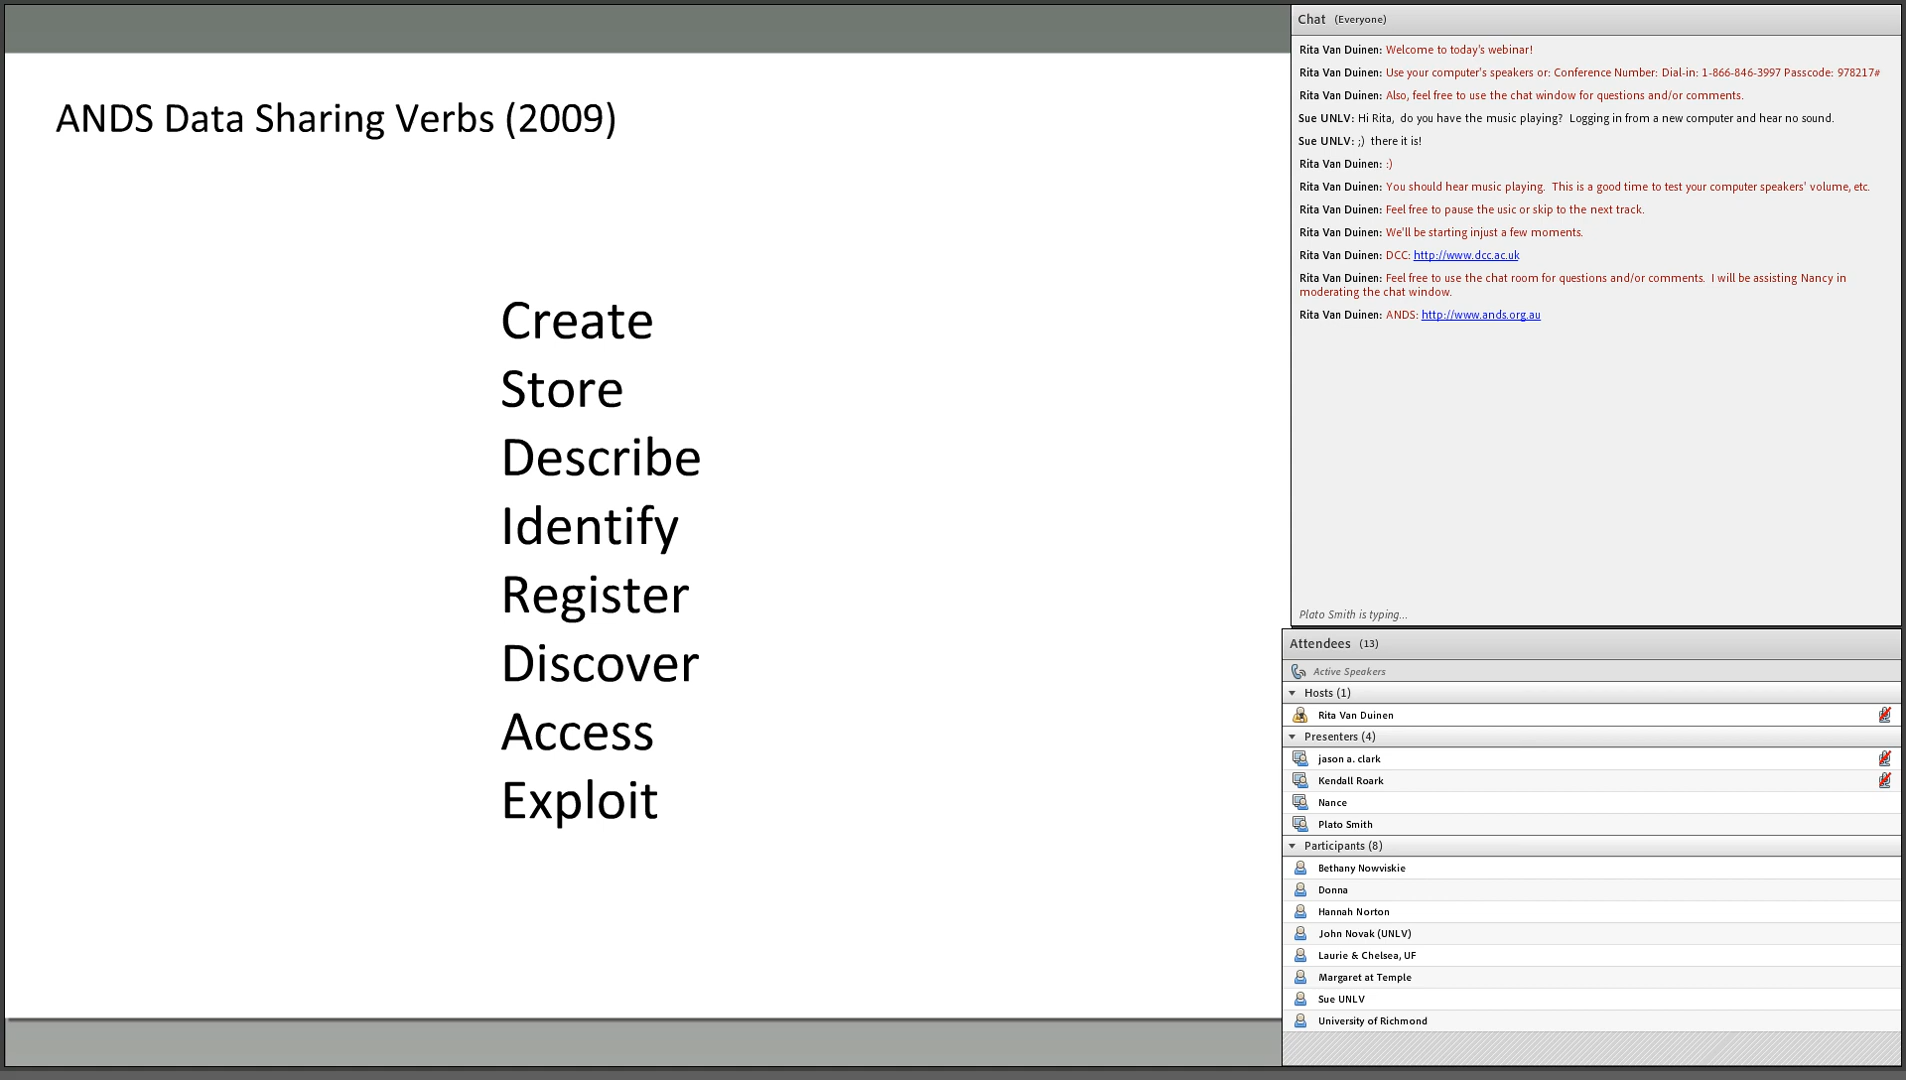 ANDS Data Sharing Verbs (2009)
Create
Store
Describe
Identify
Register
Discover
Access
Exploit
Chat (Everyone)
Rita Van Duinen: Welcome to today's webinar!
Rita Van Duinen: Use your computer's speakers or: Conference Number: Dial-in: 1-866-846-3997 Passcode: 978217#
Rita Van Duinen: Also, feel free to use the chat window for questions and/or comments.
Sue UNLV: Hi Rita, do you have the music playing? Logging in from a new computer and hear no sound.
Sue UNLV: ;) there it is!
Rita Van Duinen: :)
Rita Van Duinen: You should hear music playing. This is a good time to test your computer speakers' volume, etc.
Rita Van Duinen: Feel free to pause the usic or skip to the next track.
Rita Van Duinen: We'll be starting injust a few moments.
Rita Van Duinen: DCC: http://www.dcc.ac.uk
Rita Van Duinen: Feel free to use the chat room for questions and/or comments. I will be assisting Nancy in
moderating the chat window.
Rita Van Duinen: ANDS: http://www.ands.org.au
Plato Smith is typing...
Attendees (13)
Active Speakers
Hosts (1)
Rita Van Duinen
Presenters (4)
jason a. clark
Kendall Roark
Nance
Plato Smith
Participants (8)
Bethany Nowviskie
Donna
Hannah Norton
John Novak (UNLV)
Laurie & Chelsea, UF
Margaret at Temple
Sue UNLV
University of Richmond